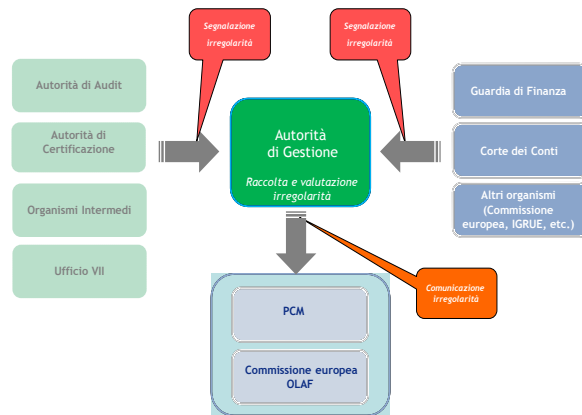 Segnalazione
irregolarità
Segnalazione
irregolarità
Autorità di Audit
Autorità di
Certificazione
Organismi Intermedi
Ufficio VII
Autorità
di Gestione
Raccolta e valutazione
irregolarità
Guardia di Finanza
Corte dei Conti
Altri organismi
(Commissione
europea, IGRUE, etc.)
Comunicazione
irregolarità
PCM
Commissione europea
OLAF